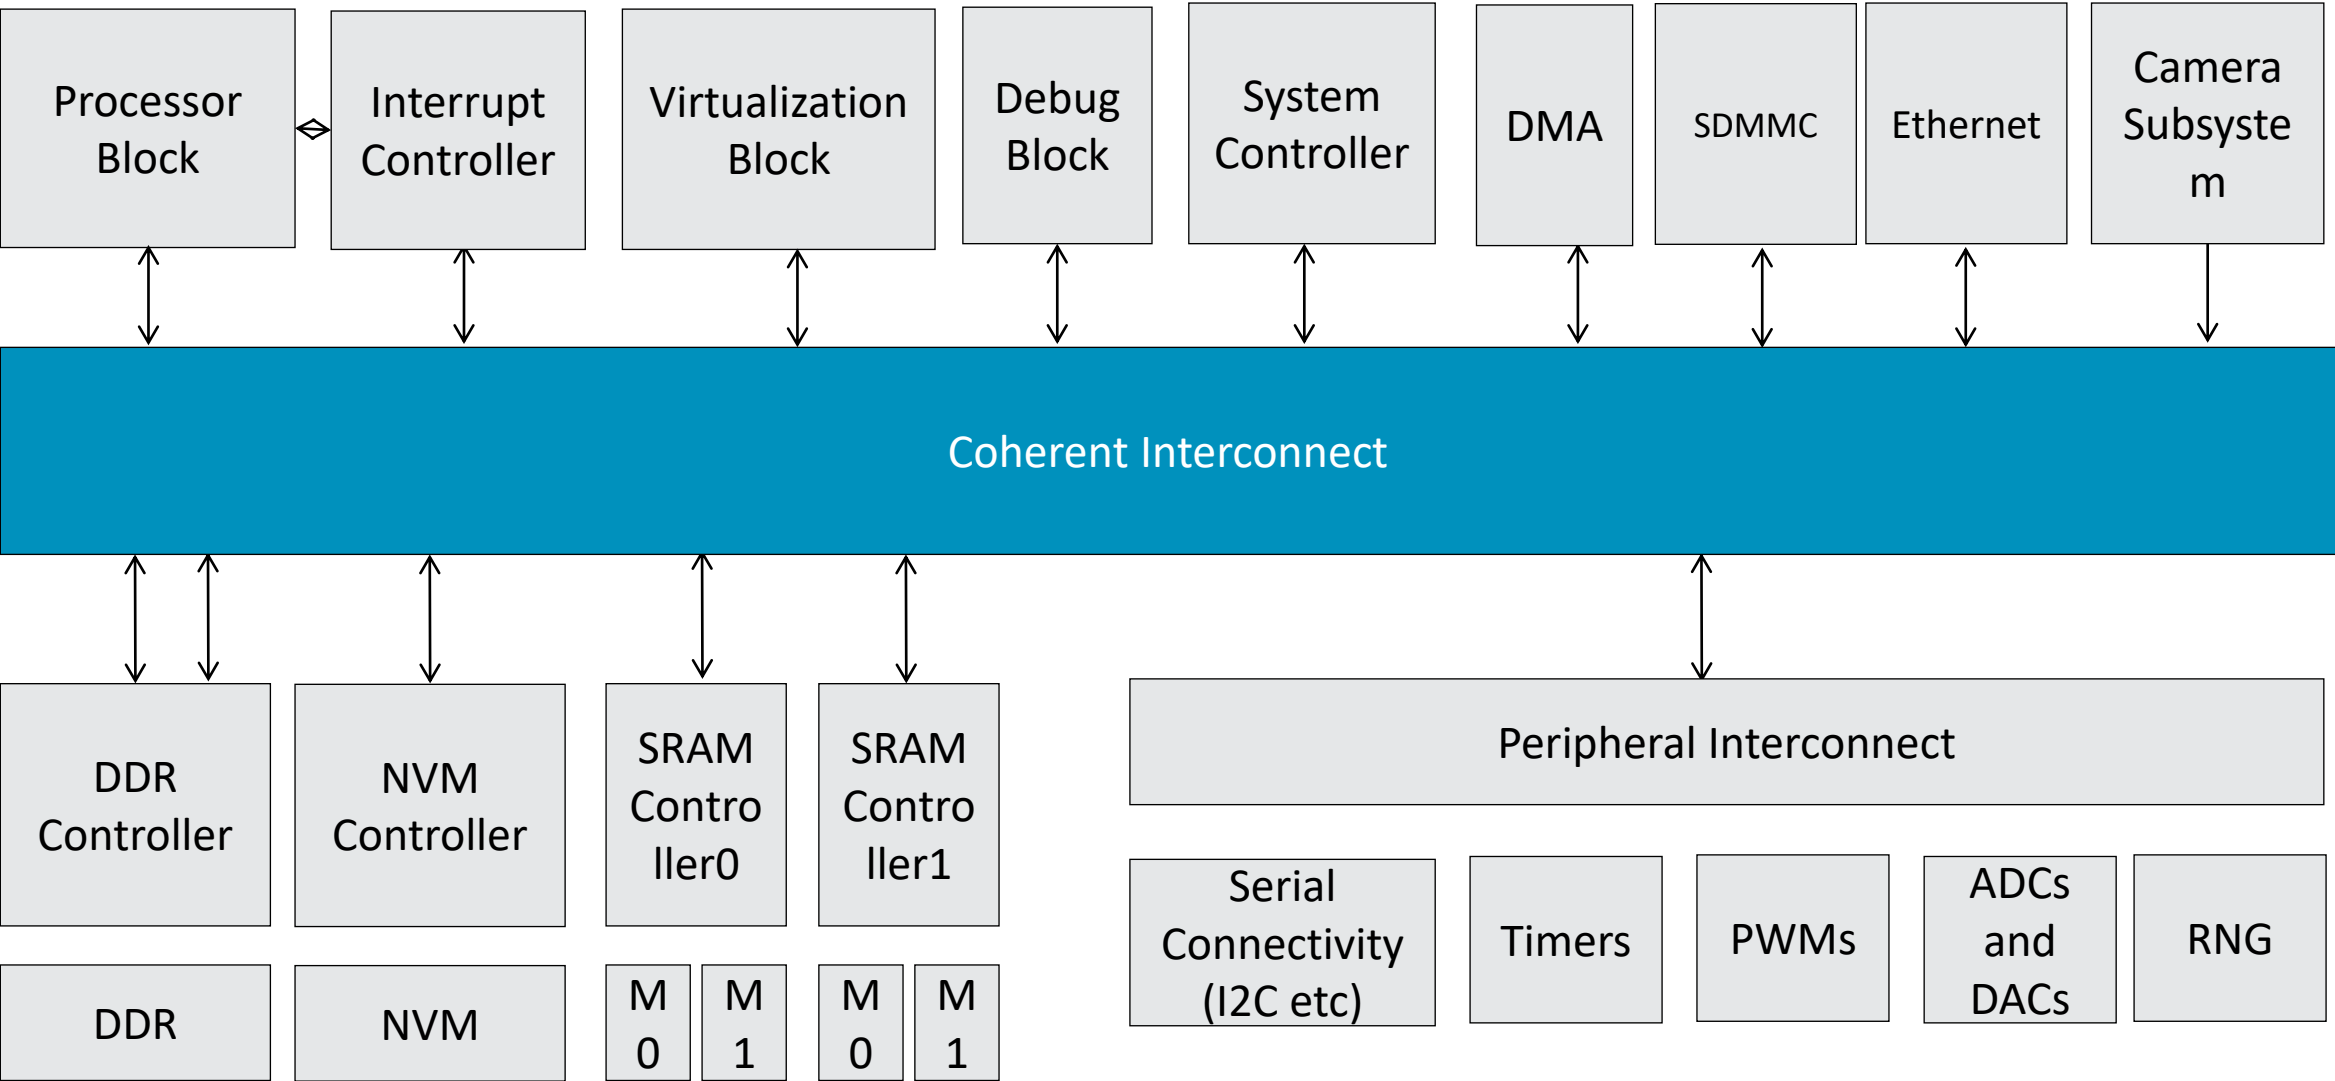 Processor
Block
Interrupt
Controller
Virtualization
Block
Debug
Block
System
Controller
DMA
SDMMC
Ethernet
Camera
Subsyste
m
Coherent Interconnect
DDR
Controller
NVM
Controller
SRAM
Contro
ller0
SRAM
Contro
ller1
Peripheral Interconnect
Serial
Connectivity
(I2C etc)
Timers
PWMs
ADCs
and
DACs
RNG
DDR
NVM
M
0
M
1
M
0
M
1